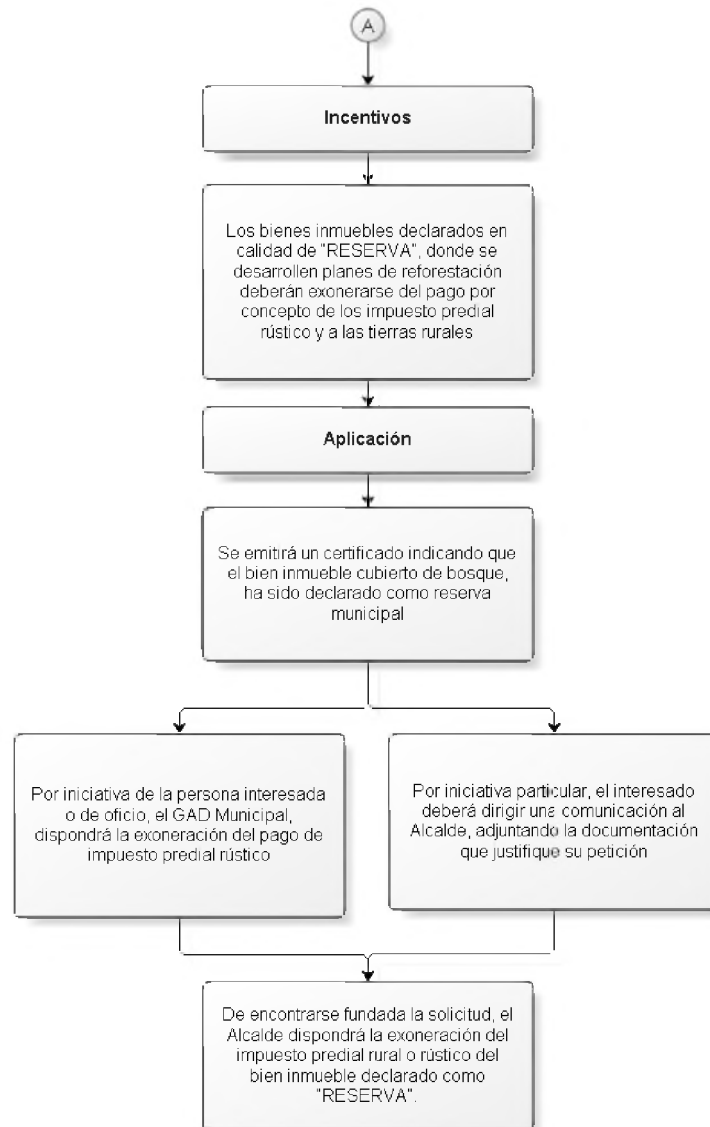 A
Incentivos
Los bienes inmuebles declarados en
calidad de "RESERVA", donde se
desarrollen planes de reforestación
deberán exonerarse del pago por
concepto de los impuesto predial
rústico y a las tierras rurales
Aplicación
Se emitirá un certificado indicando que
el bien inmueble cubierto de bosque,
ha sido declarado como reserva
municipal
Por iniciativa de la persona interesada
o de oficio, el GAD Municipal,
dispondrá la exoneración del pago de
impuesto predial rústico
Por iniciativa particular, el interesado
deberá dirigir una comunicación al
Alcalde, adjuntando la documentación
que justifique su petición
De encontrarse fundada la solicitud, el
Alcalde dispondrá la exoneración del
impuesto predial rural o rústico del
bien inmueble declarado como
"RESERVA".